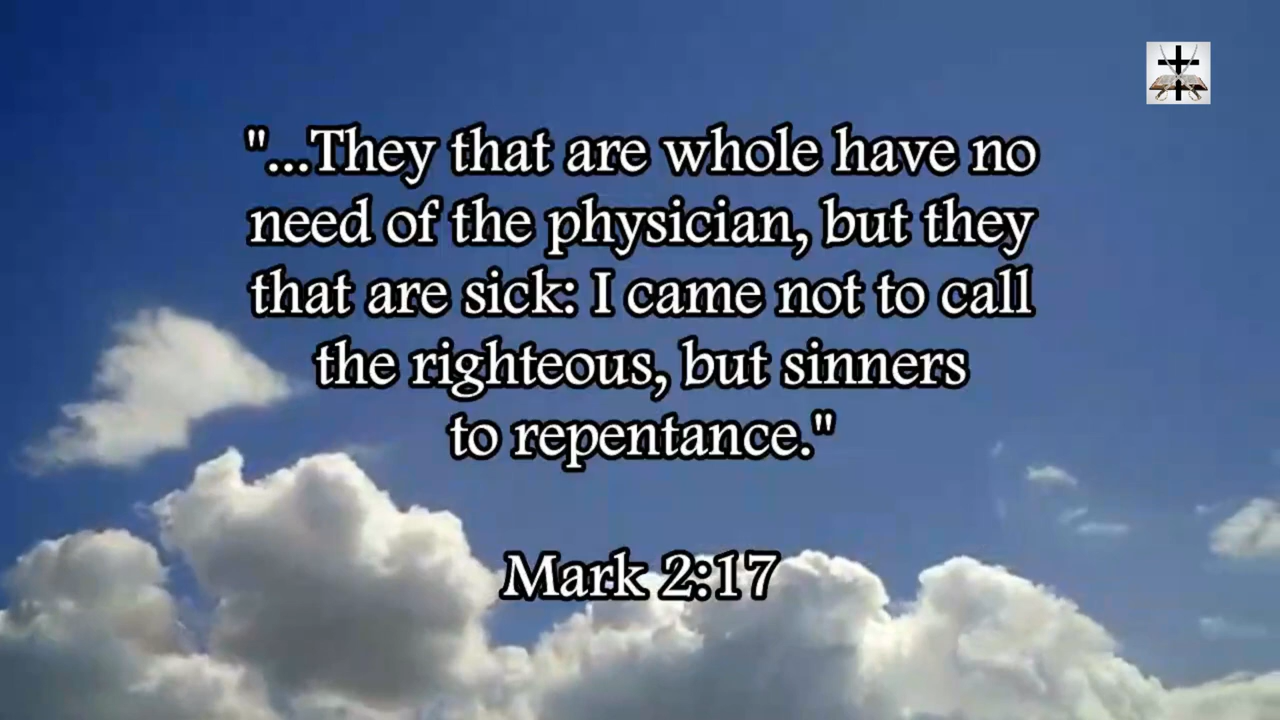 "...They that are whole have no
need of the physician, but they
that are sick: I came not to call
the righteous, but sinners
to repentance."
Mark 2:17